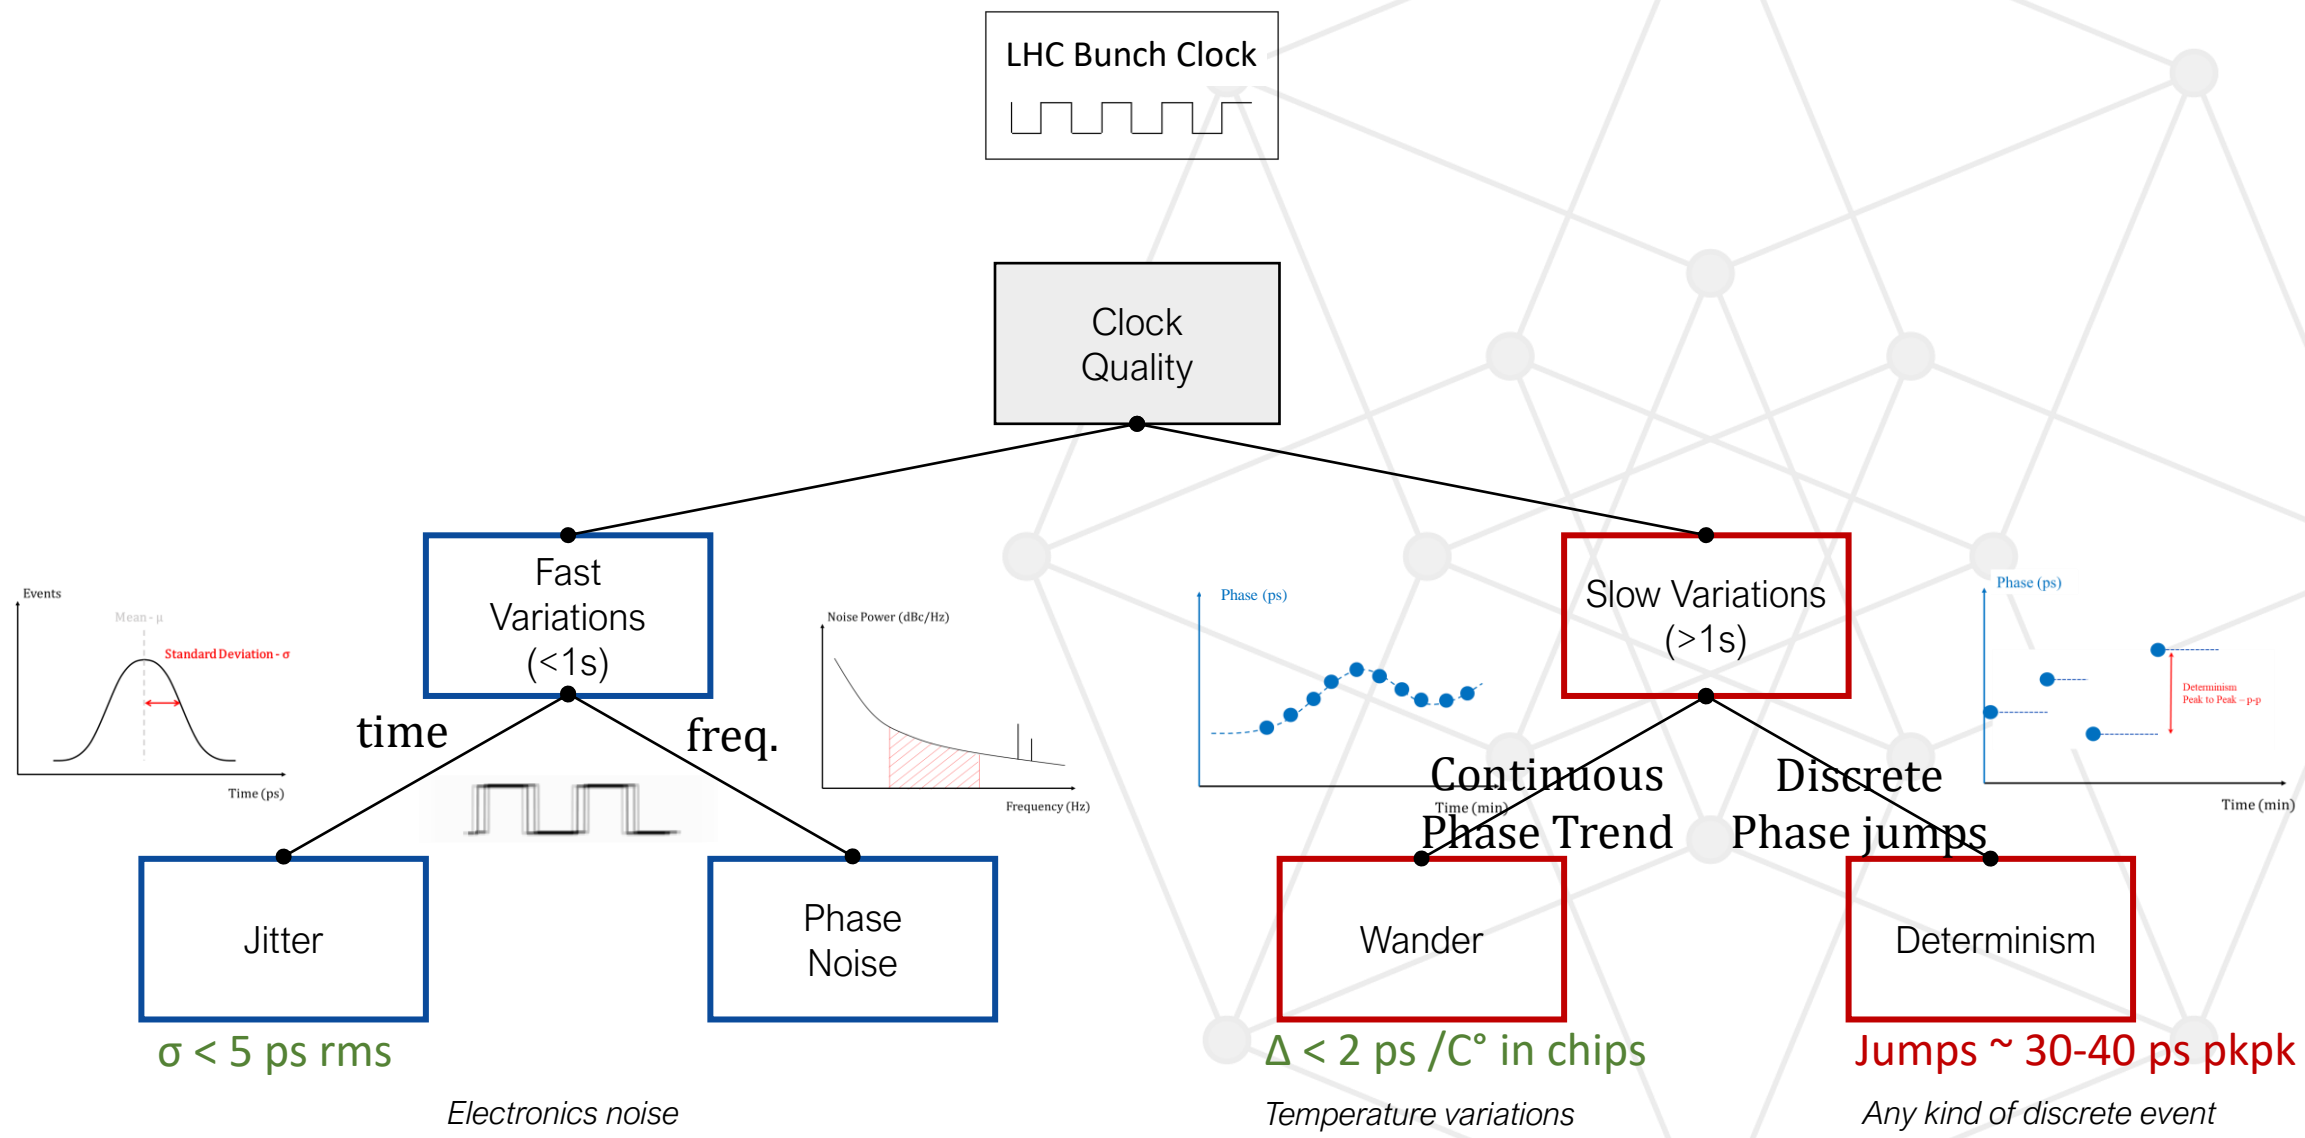 LHC Bunch Clock
Clock
Quality
Fast
Variations
(<1s)
Slow Variations
(>1s)
Events
Mean - μ
Standard Deviation - σ
Time (ps)
time
freq.
Noise Power (dBc/Hz)
Frequency (Hz)
Phase (ps)
Time (min)
Continuous
Phase Trend
Discrete
Phase jumps
Phase (ps)
Determinism
Peak to Peak – p-p
Time (min)
Jitter
Phase
Noise
Wander
Determinism
σ < 5 ps rms
Δ < 2 ps /C° in chips
Jumps ~ 30-40 ps pkpk
Electronics noise
Temperature variations
Any kind of discrete event